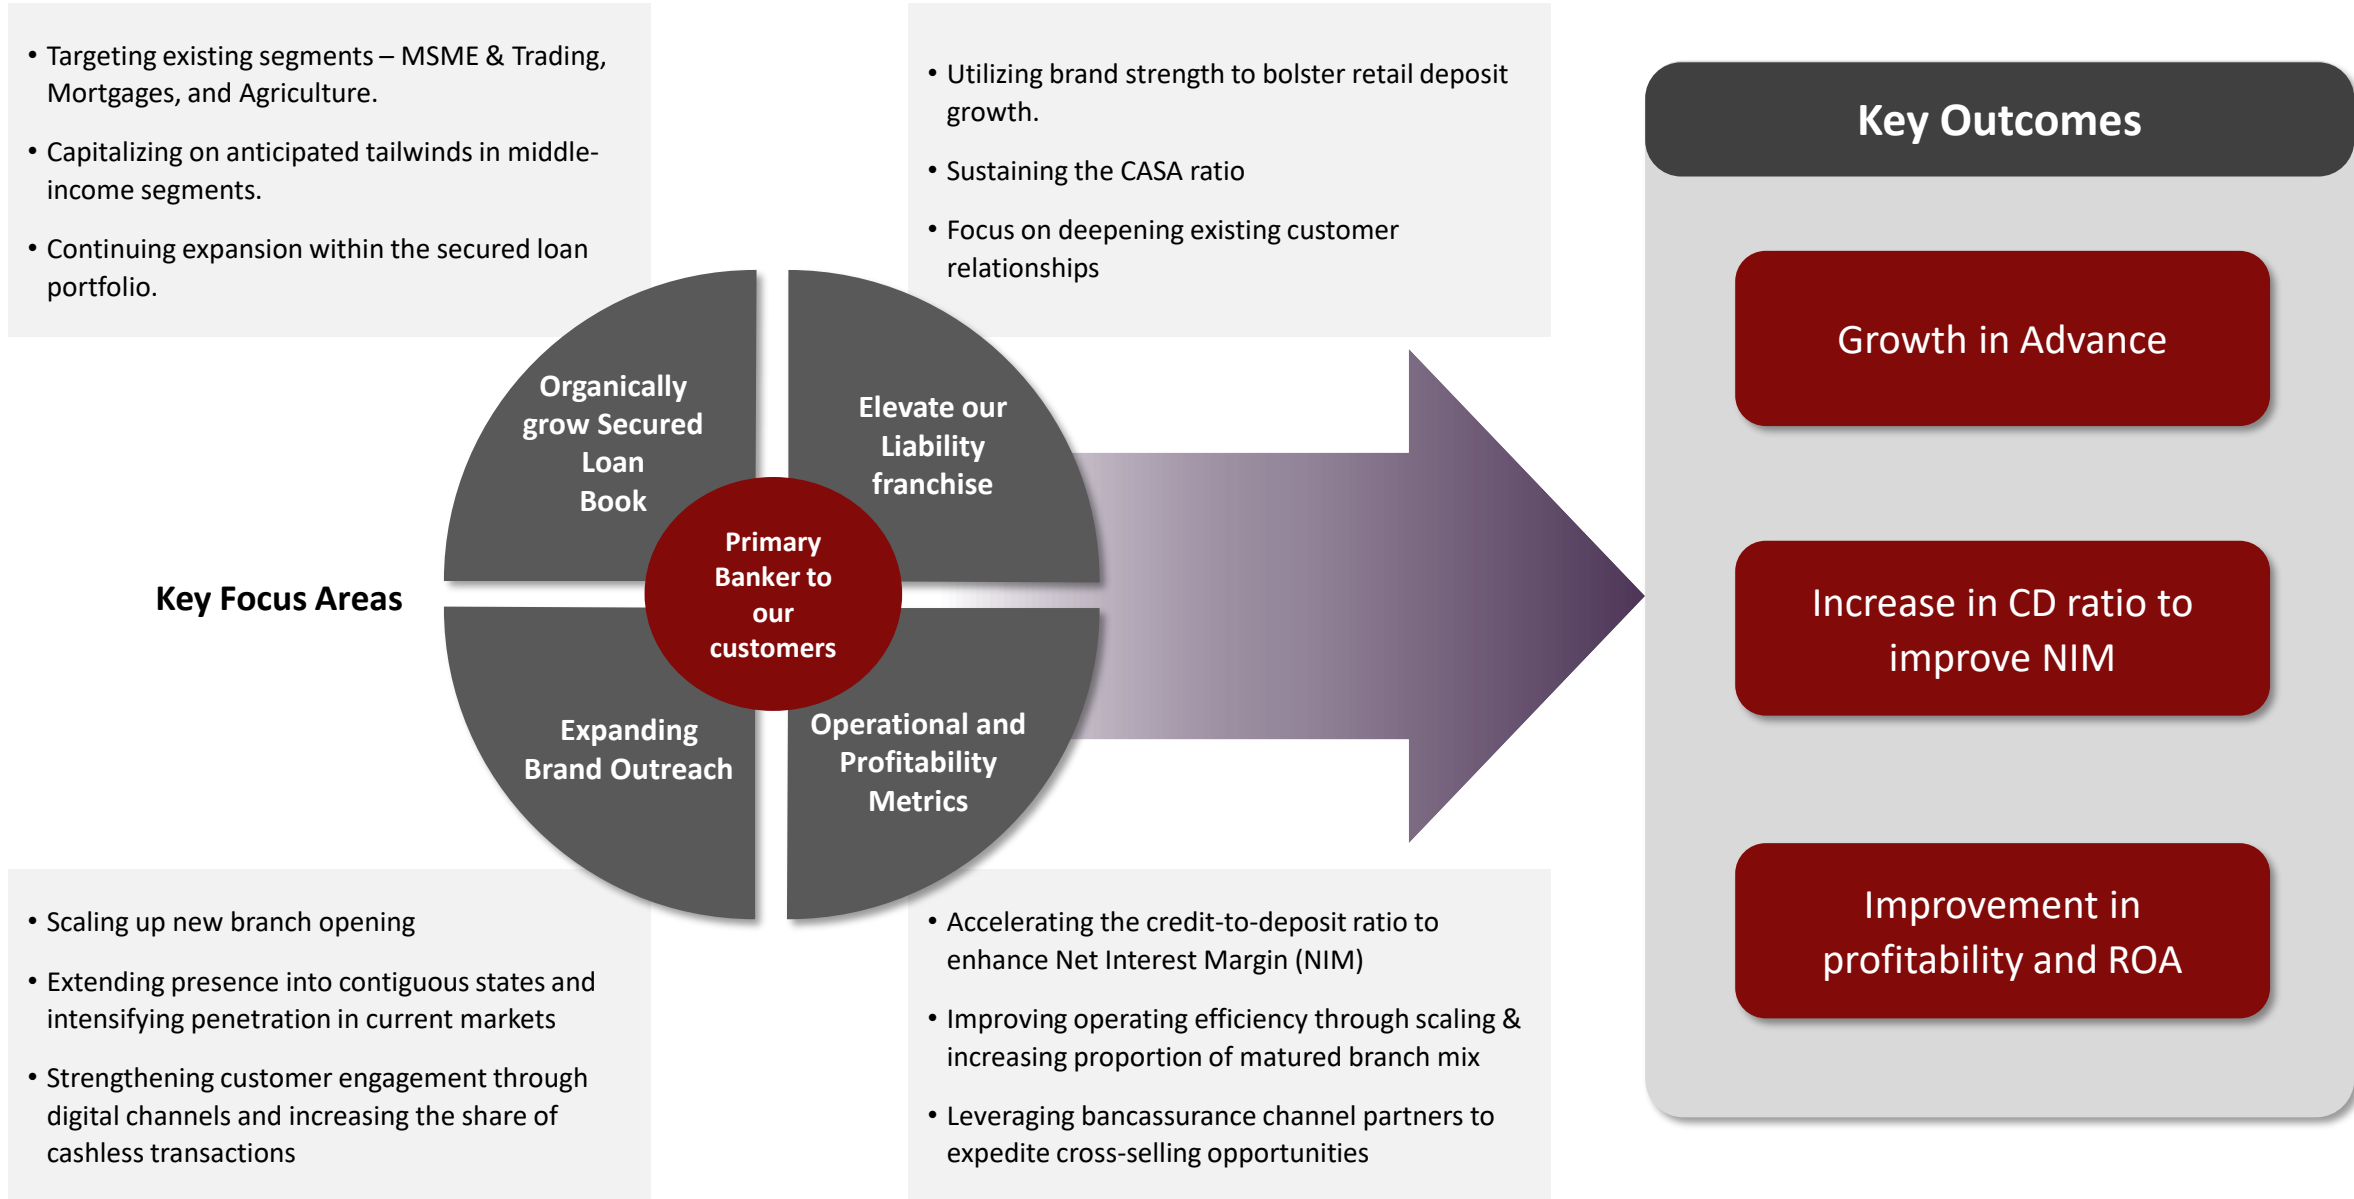 • Targeting existing segments – MSME & Trading,
Mortgages, and Agriculture.
• Capitalizing on anticipated tailwinds in middle-
income segments.
• Continuing expansion within the secured loan
portfolio.
• Utilizing brand strength to bolster retail deposit
growth.
• Sustaining the CASA ratio
• Focus on deepening existing customer
relationships
Key Focus Areas
Organically
grow Secured
Loan
Book
Elevate our
Liability
franchise
Primary
Banker to
our
customers
Expanding
Brand Outreach
Operational and
Profitability
Metrics
• Scaling up new branch opening
• Extending presence into contiguous states and
intensifying penetration in current markets
• Strengthening customer engagement through
digital channels and increasing the share of
cashless transactions
• Accelerating the credit-to-deposit ratio to
enhance Net Interest Margin (NIM)
• Improving operating efficiency through scaling &
increasing proportion of matured branch mix
• Leveraging bancassurance channel partners to
expedite cross-selling opportunities
Key Outcomes
Growth in Advance
Increase in CD ratio to
improve NIM
Improvement in
profitability and ROA